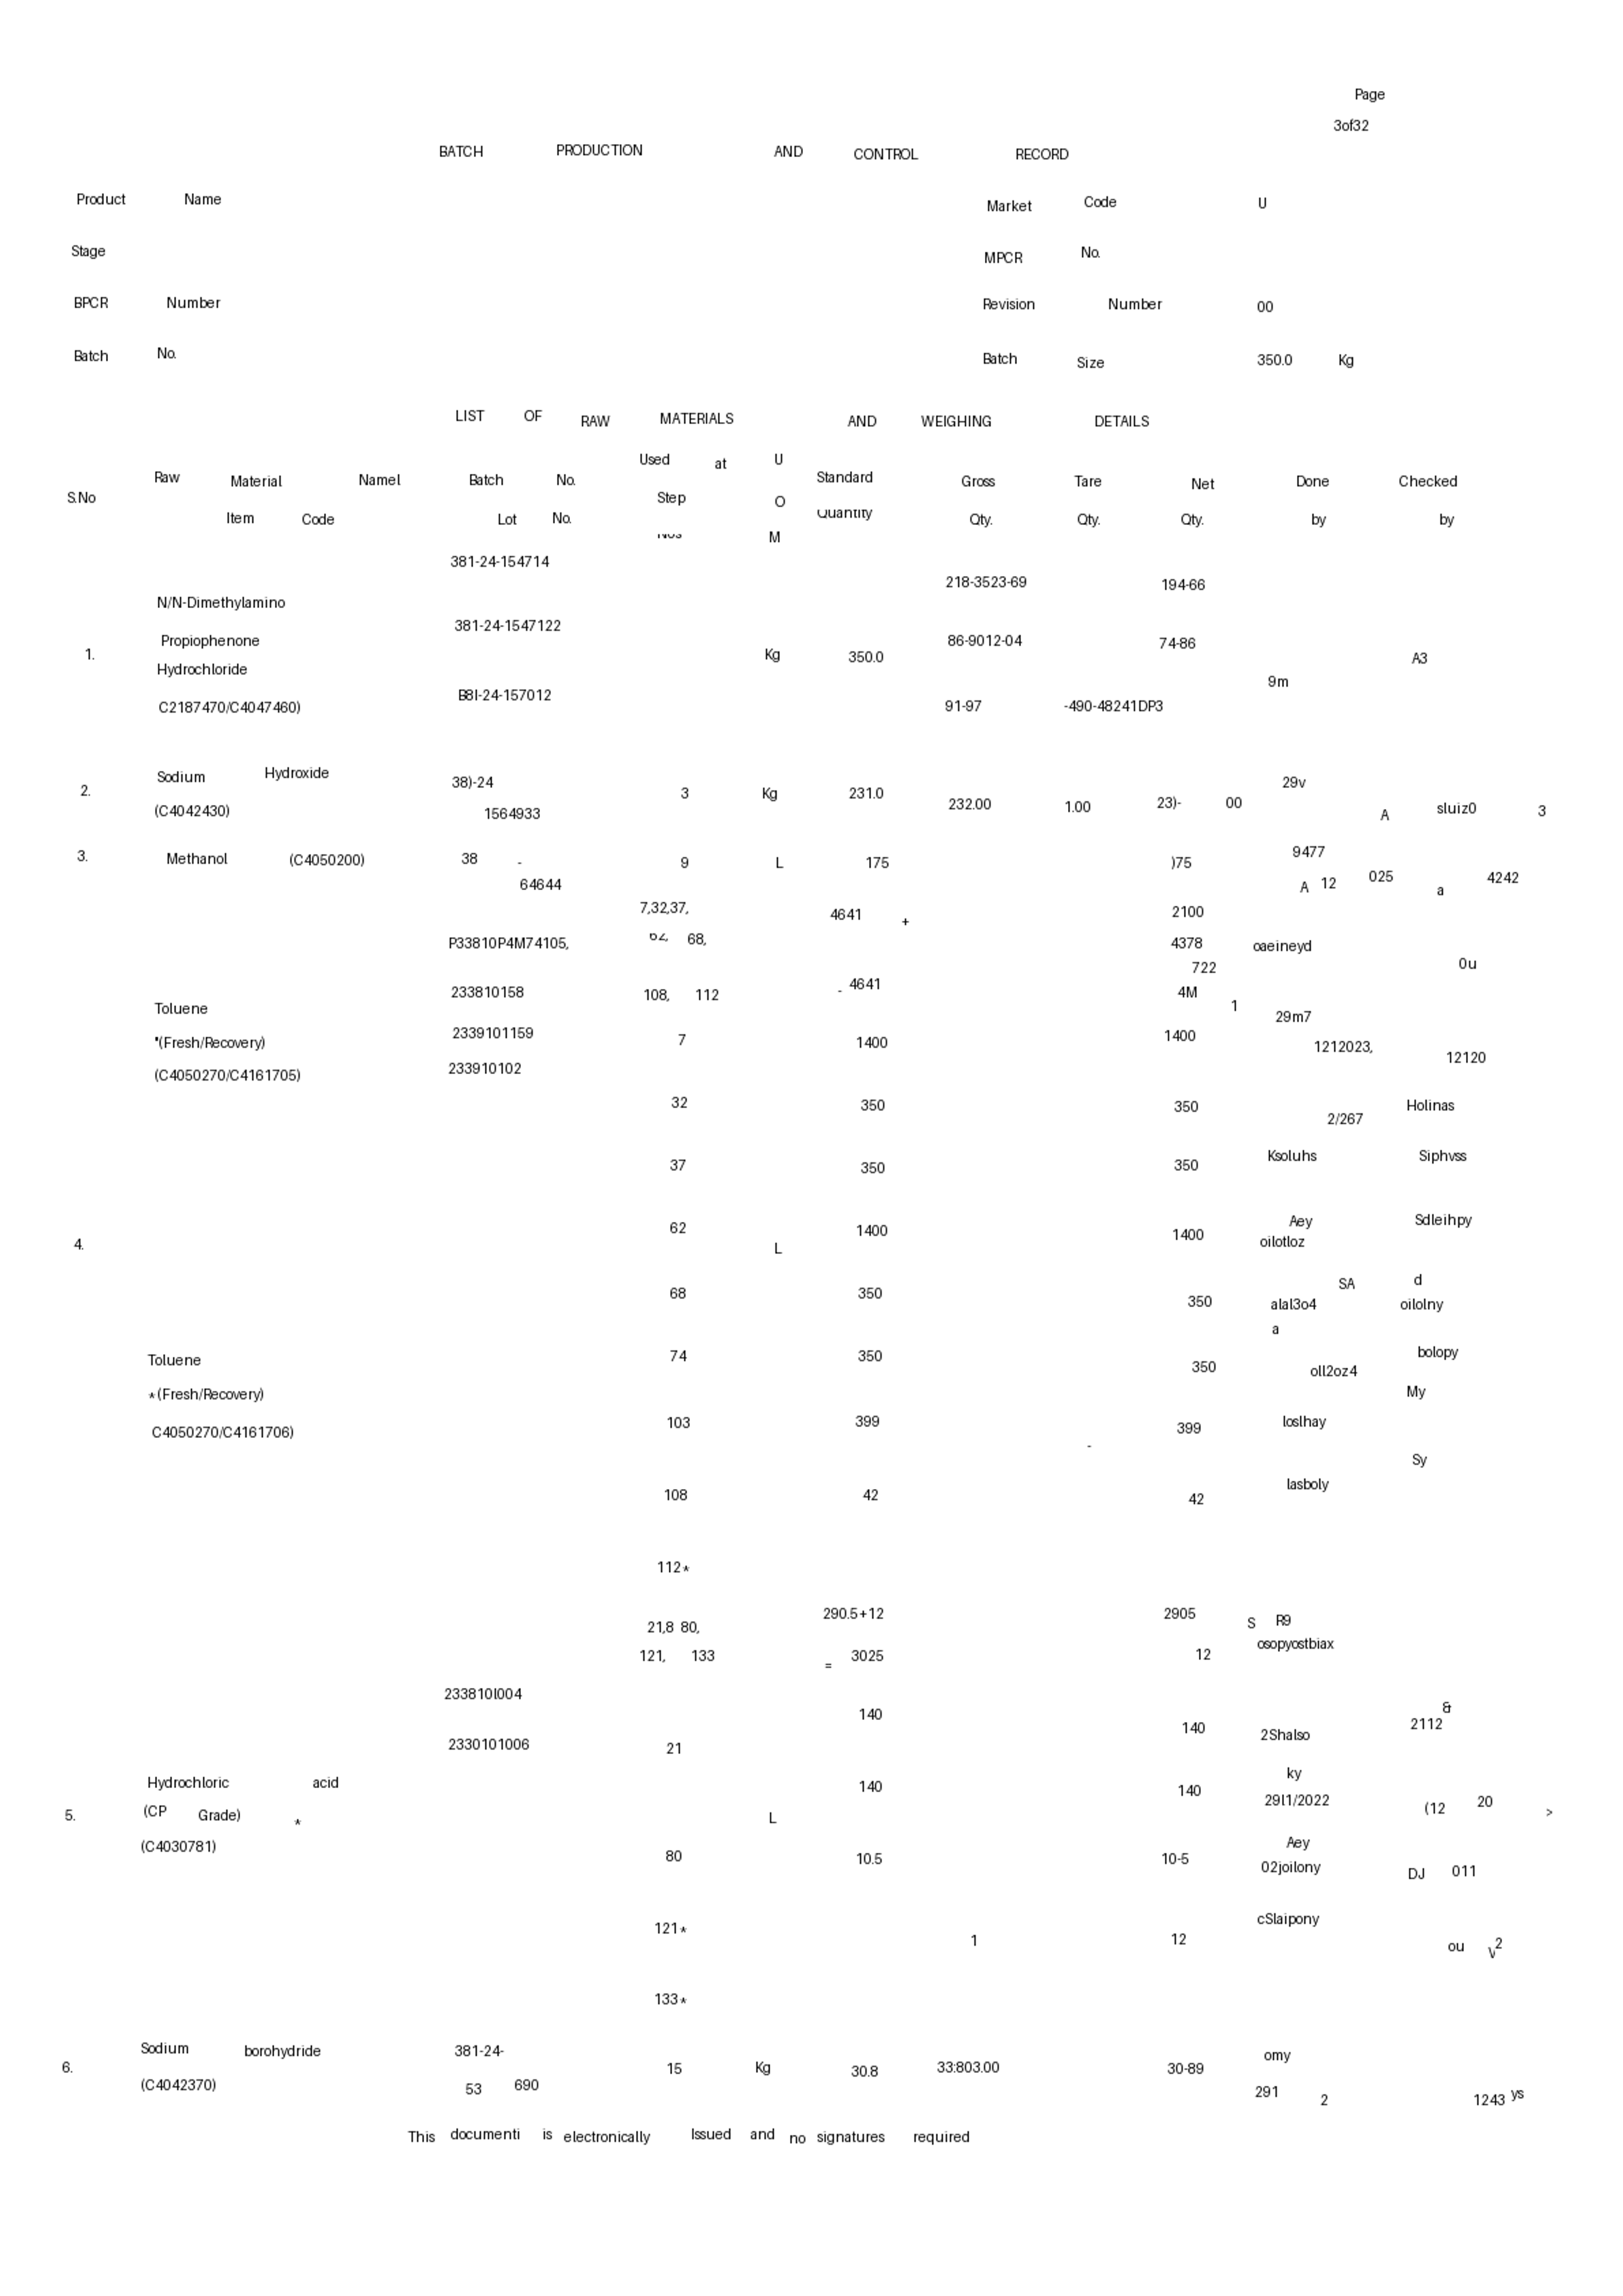 Page
3of32
BATCH PRODUCTION AND CONTROL RECORD
Product Name Market Code U
Stage MPCR No.
BPCR Number Revision Number 00
Batch No. Batch Size 350.0 Kg
LIST OF RAW MATERIALS AND WEIGHING DETAILS
Used at U
S.No Raw Material Namel Batch No. Step O Standard Gross Tare Net Done Checked
Item Code Lot No. M Quantity Qty. Qty. Qty. by by
381-24-154714
218-3523-69 194-66
N/N-Dimethylamino
381-24-1547122
Propiophenone 86-9012-04 74-86
1. Kg 350.0 A3
Hydrochloride
9m
B8I-24-157012
C2187470/C4047460) 91-97 -490-48241DP3
Sodium Hydroxide 38)-24 29v
2. 3 Kg 231.0 232.00 1.00 23)- 00
(C4042430) 1564933 A sluiz0 3
3. Methanol (C4050200) 38 - 9 L 175 )75 9477
64644 A 12 025 a 4242
7,32,37, 4641 + 2100
P33810P4M74105, 62, 68, 4378 oaeineyd
722 0u
233810158 108, 112 - 4641 4M 1
Toluene 29m7
"(Fresh/Recovery) 2339101159 7 1400 1400 1212023, 12120
(C4050270/C4161705) 233910102
32 350 350 2/267 Holinas
37 350 350 Ksoluhs Siphvss
62 1400 1400 Aey Sdleihpy
4. L oilotloz
68 350 350 SA d
alal3o4 oilolny
a
Toluene 74 350 350 oll2oz4 bolopy
*(Fresh/Recovery) My
C4050270/C4161706) 103 399 399 loslhay
- Sy
108 42 42 lasboly
112*
21,8 80, 290.5+12 2905 S R9
121, 133 = 3025 12 osopyostbiax
233810I004
140 140 2Shalso 2112 &
2330101006 21
Hydrochloric acid 140 140 ky
5. (CP Grade) * L 29l1/2022 (12 20 >
(C4030781) 80 10.5 10-5 Aey
02joilony DJ 011
121* 1 12 cSlaipony
ou V2
133*
Sodium borohydride 381-24- omy
6. 15 Kg 30.8 33:803.00 30-89
(C4042370) 53 690 291 2 1243 ys
This documenti is electronically Issued and no signatures required